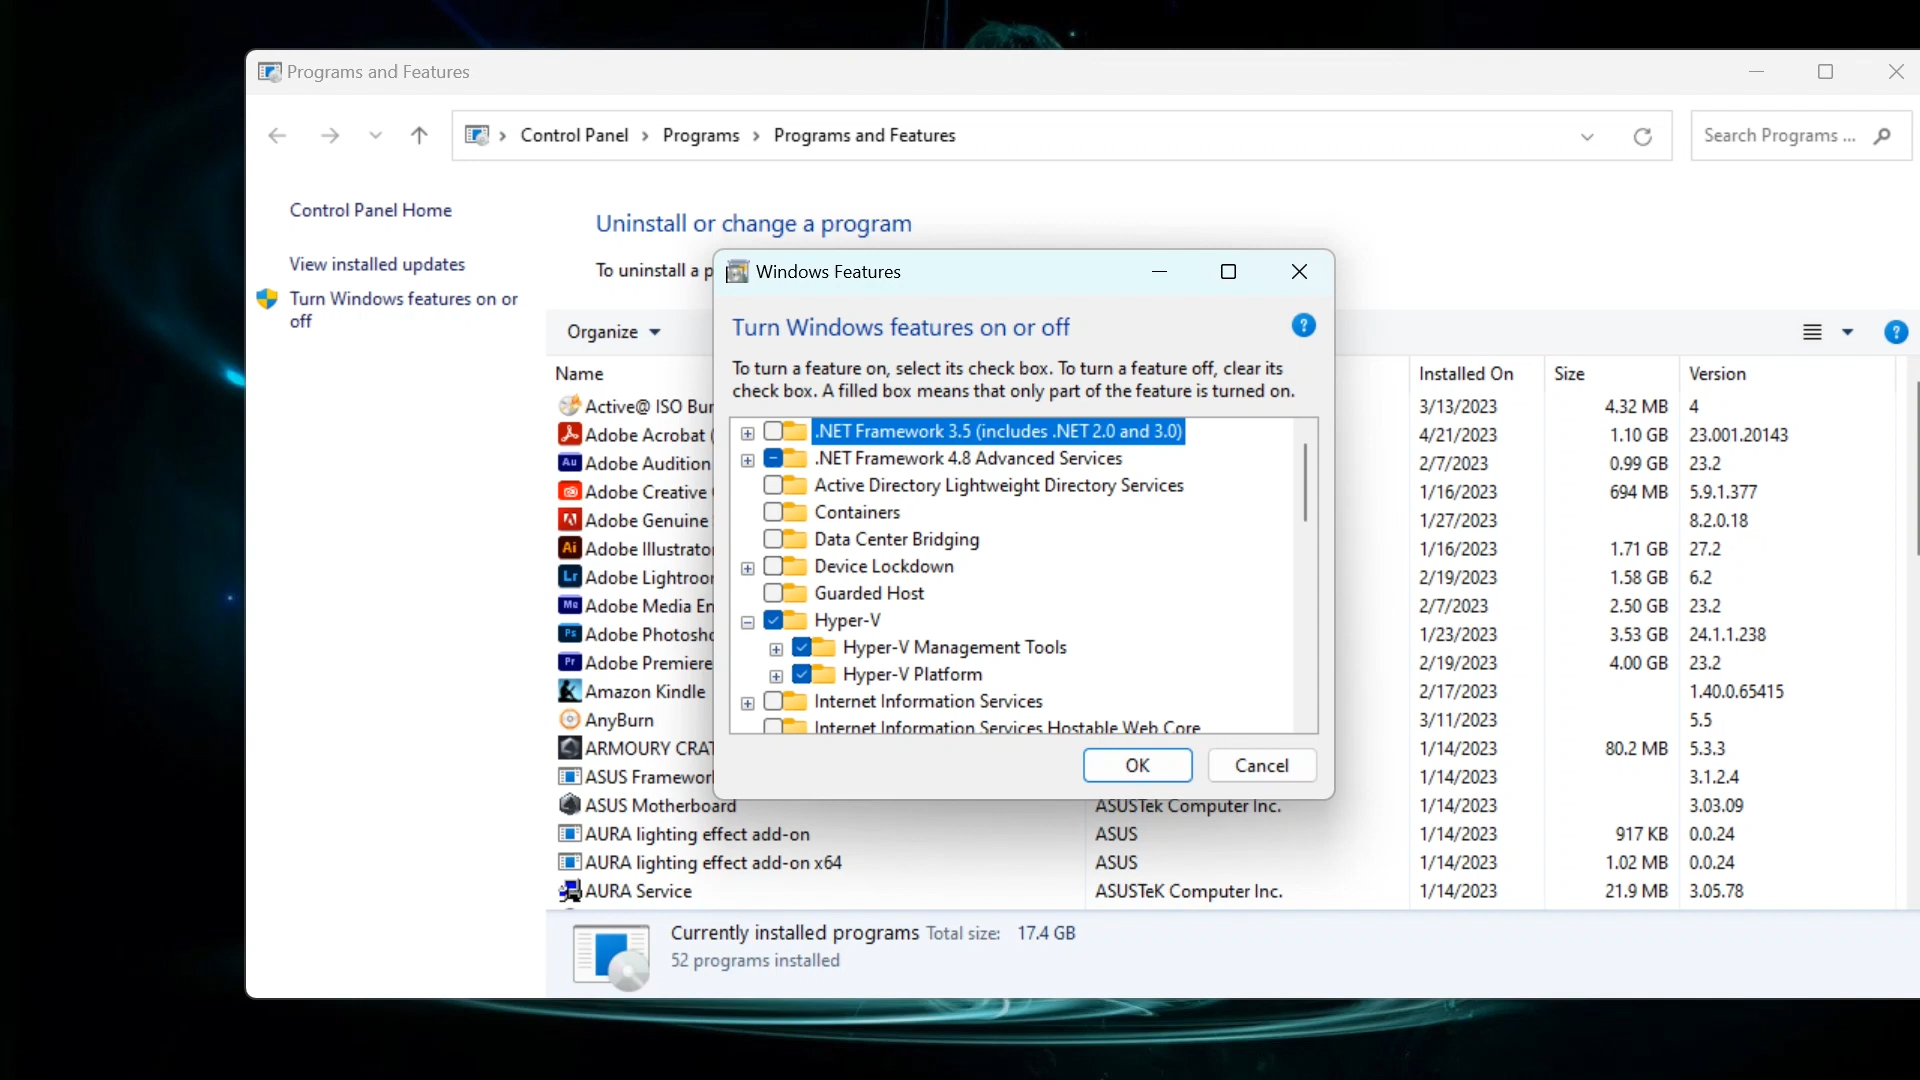 Programs and Features
Control Panel > Programs > Programs and Features
Search Programs ...
Control Panel Home
View installed updates
Turn Windows features on or
off
Uninstall or change a program
To uninstall a p
Organize
Name
Installed On Size Version
Active@ ISO Bur 3/13/2023 4.32 MB 4
Adobe Acrobat ( 4/21/2023 1.10 GB 23.001.20143
Au Adobe Audition 2/7/2023 0.99 GB 23.2
Adobe Creative 1/16/2023 694 MB 5.9.1.377
Adobe Genuine 1/27/2023 8.2.0.18
Ai Adobe Illustrator 1/16/2023 1.71 GB 27.2
Lr Adobe Lightroor 2/19/2023 1.58 GB 6.2
Me Adobe Media En 2/7/2023 2.50 GB 23.2
Ps Adobe Photosho 1/23/2023 3.53 GB 24.1.1.238
Pr Adobe Premiere 2/19/2023 4.00 GB 23.2
Amazon Kindle 2/17/2023 1.40.0.65415
AnyBurn 3/11/2023 5.5
ARMOURY CRAT 1/14/2023 80.2 MB 5.3.3
ASUS Framework 1/14/2023 3.1.2.4
ASUS Motherboard ASUSTek Computer Inc. 1/14/2023 3.03.09
AURA lighting effect add-on ASUS 1/14/2023 917 KB 0.0.24
AURA lighting effect add-on x64 ASUS 1/14/2023 1.02 MB 0.0.24
AURA Service ASUSTeK Computer Inc. 1/14/2023 21.9 MB 3.05.78
Currently installed programs Total size: 17.4 GB
52 programs installed
Windows Features
Turn Windows features on or off
To turn a feature on, select its check box. To turn a feature off, clear its
check box. A filled box means that only part of the feature is turned on.
.NET Framework 3.5 (includes .NET 2.0 and 3.0)
.NET Framework 4.8 Advanced Services
Active Directory Lightweight Directory Services
Containers
Data Center Bridging
Device Lockdown
Guarded Host
Hyper-V
Hyper-V Management Tools
Hyper-V Platform
Internet Information Services
Internet Information Services Hostable Web Core
OK Cancel